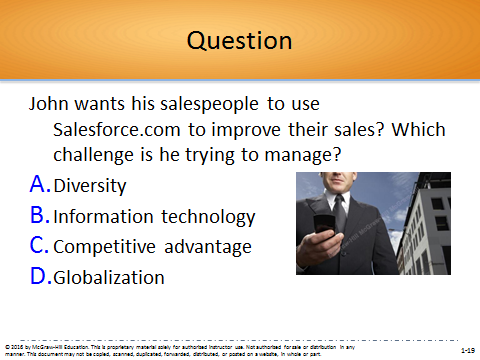 Question
John wants his salespeople to use
Salesforce.com to improve their sales? Which
challenge is he trying to manage?
A. Diversity
B. Information technology
C. Competitive advantage
D. Globalization
© 2016 by McGraw-Hill Education. This is proprietary material solely for authorized instructor use. Not authorized for sale or distribution in any
manner. This document may not be copied, scanned, duplicated, forwarded, distributed, or posted on a website, in whole or part.
1-19